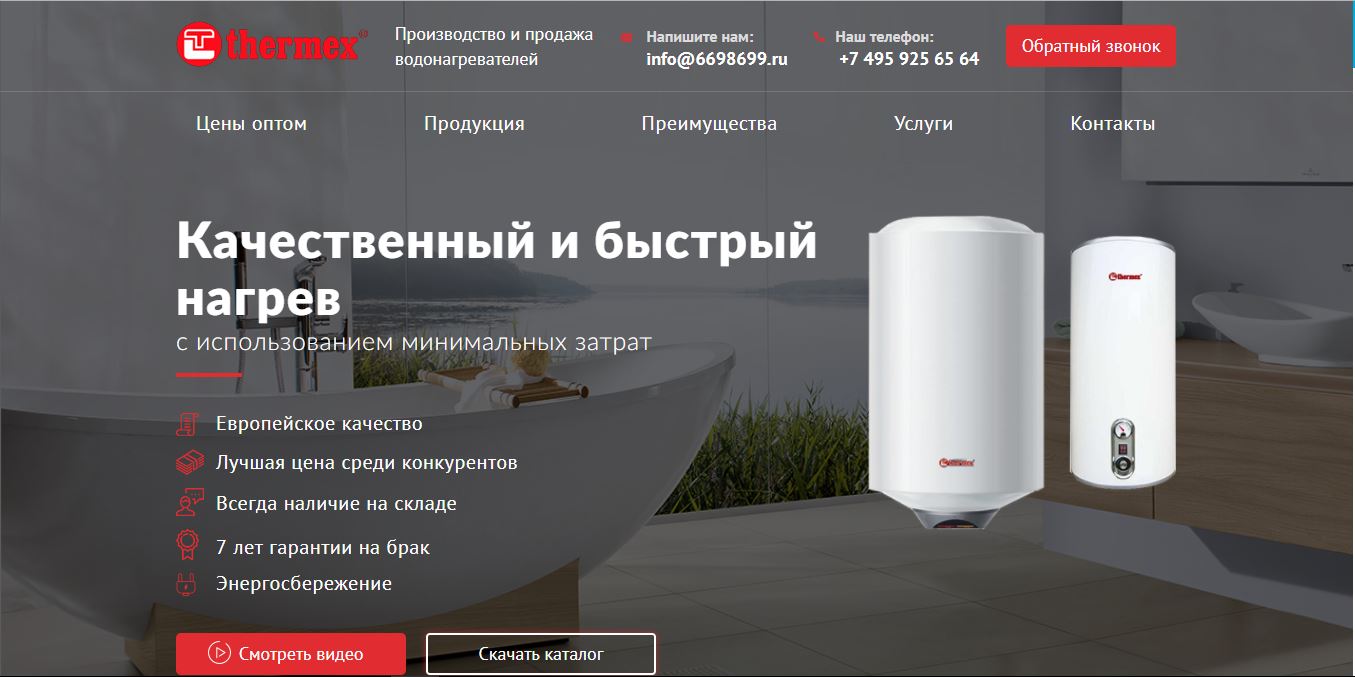 thermex®
Производство и продажа
водонагревателей
Напишите нам:
info@6698699.ru
Наш телефон:
+7 495 925 65 64
Обратный звонок
Цены оптом
Продукция
Преимущества
Услуги
Контакты
Качественный и быстрый
нагрев
с использованием минимальных затрат
Европейское качество
Лучшая цена среди конкурентов
Всегда наличие на складе
7 лет гарантии на брак
Энергосбережение
Смотреть видео
Скачать каталог
thermex
thermex